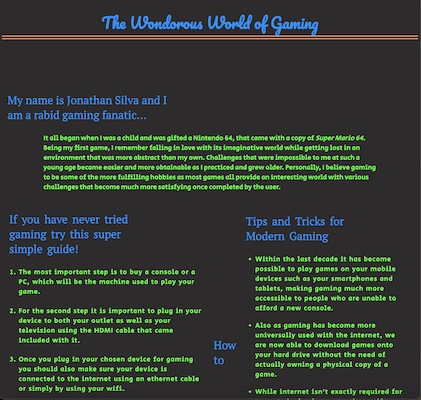 The Wondorous World of Gaming
My name is Jonathan Silva and I
am a rabid gaming fanatic...
It all began when I was a child and was gifted a Nintendo 64, that came with a copy of Super Mario 64.
Being my first game, I remember falling in love with its imaginative world while getting lost in an
environment that was more abstract than my own. Challenges that were impossible to me at such a
young age became easier and more obtainable as I practiced and grew older. Personally, I believe gaming
to be some of the more fulfilling hobbies as most games all provide an interesting world with various
challenges that become much more satisfying once completed by the user.
If you have never tried
gaming try this super
simple guide!
1. The most important step is to buy a console or a
PC, which will be the machine used to play your
game.
2. For the second step it is important to plug in your
device to both your outlet as well as your
television using the HDMI cable that came
included with it.
3. Once you plug in your chosen device for gaming
you should also make sure your device is
connected to the internet using an ethernet cable
or simply by using your wifi.
How
to
Tips and Tricks for
Modern Gaming
• Within the last decade it has become
possible to play games on your mobile
devices such as your smartphones and
tablets, making gaming much more
accessible to people who are unable to
afford a new console.
• Also as gaming has become more
universally used with the internet, we
are now able to download games onto
your hard drive without the need of
actually owning a physical copy of a
game.
• While internet isn't exactly required for